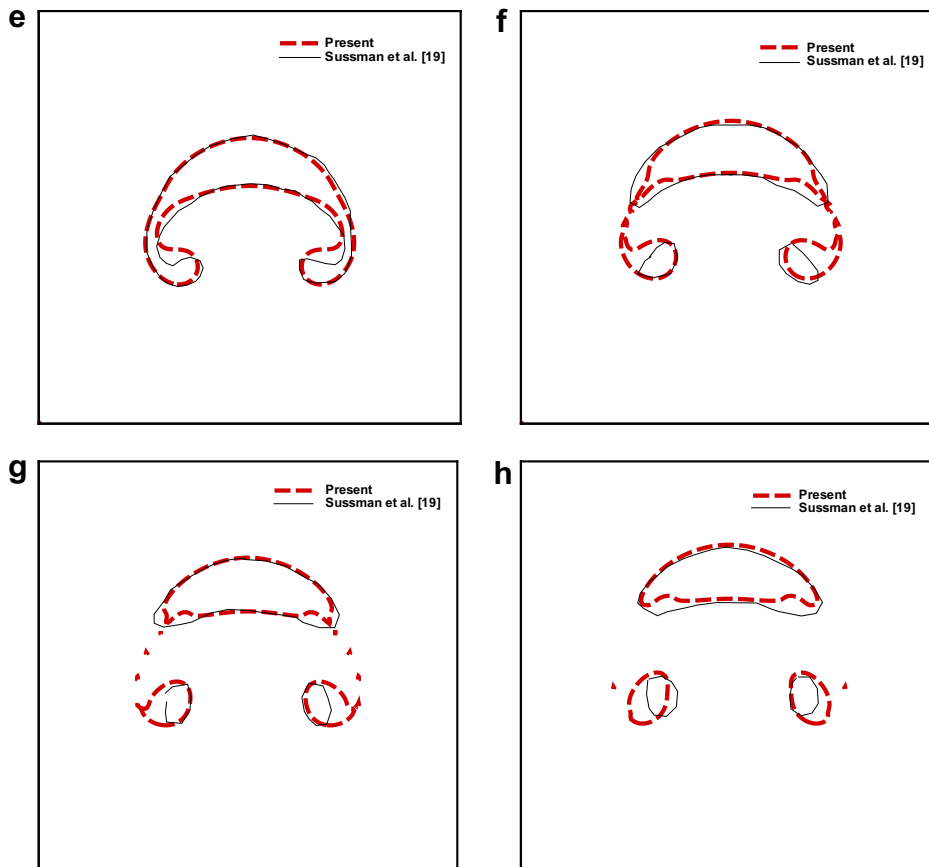 e
Present
Sussman et al. [19]
f
Present
Sussman et al. [19]
g
Present
Sussman et al. [19]
h
Present
Sussman et al. [19]